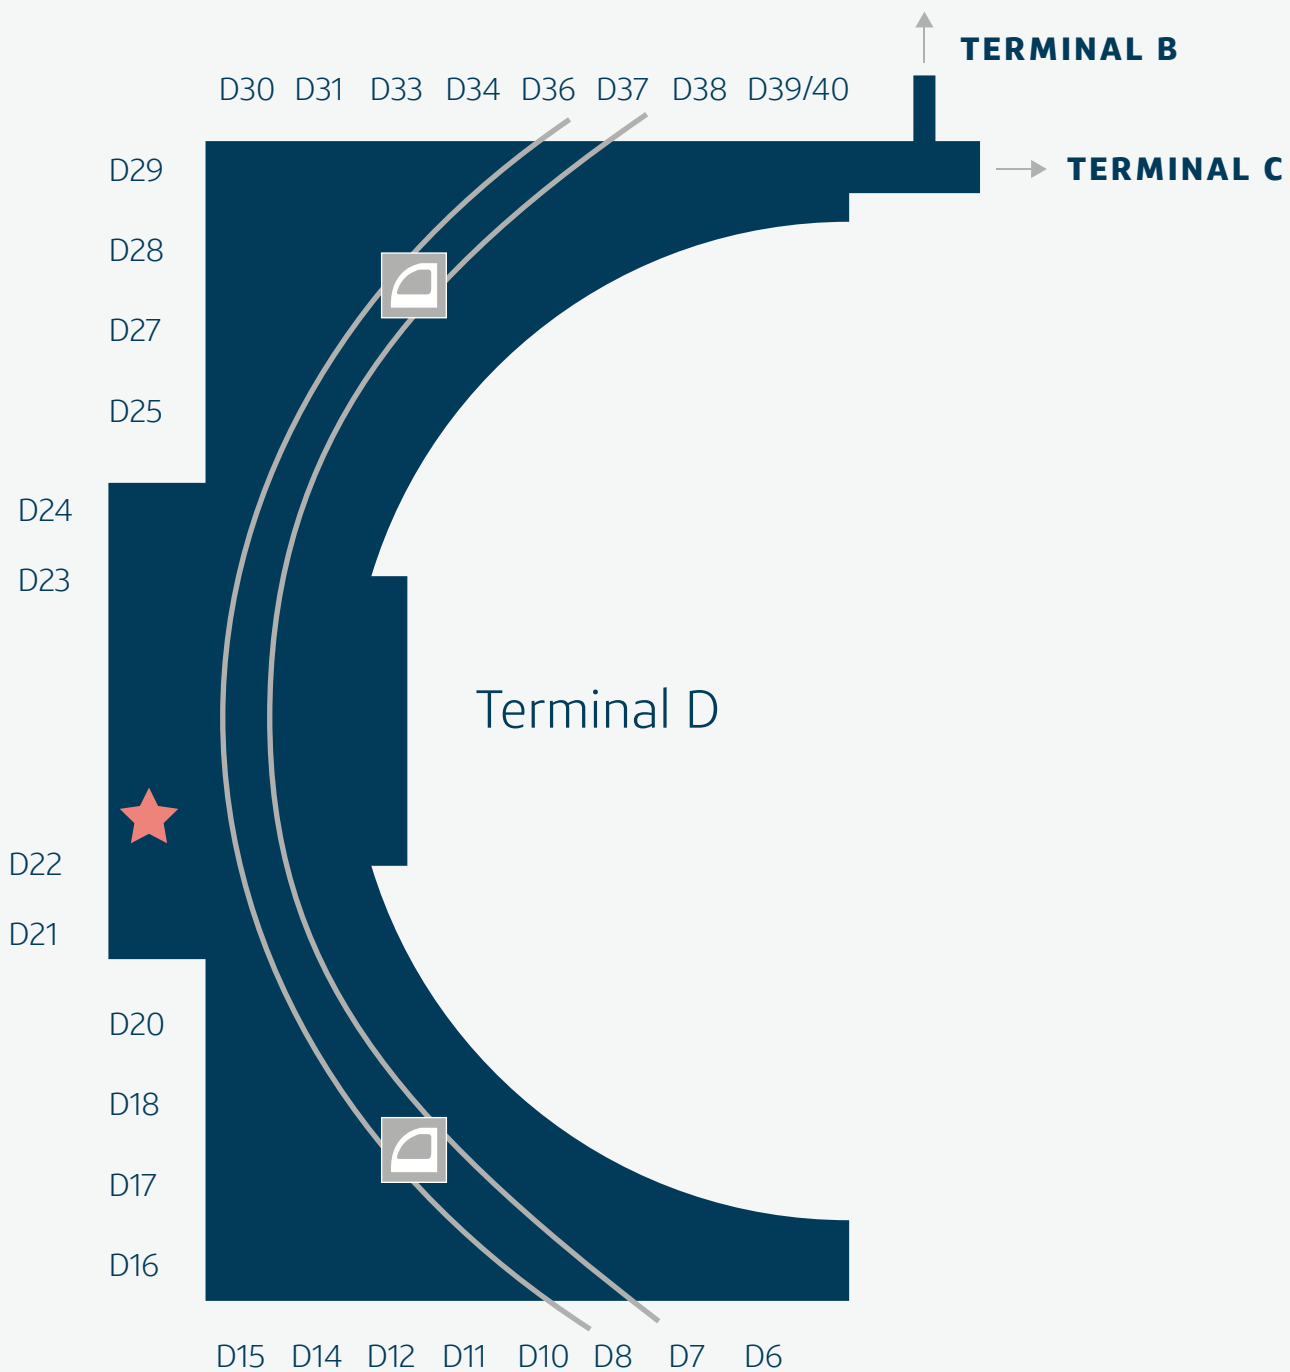 TERMINAL B
D30 D31 D33 D34 D36 D37 D38 D39/40
D29
TERMINAL C
D28
D27
D25
D24
D23
Terminal D
D22
D21
D20
D18
D17
D16
D15 D14 D12 D11 D10 D8 D7 D6